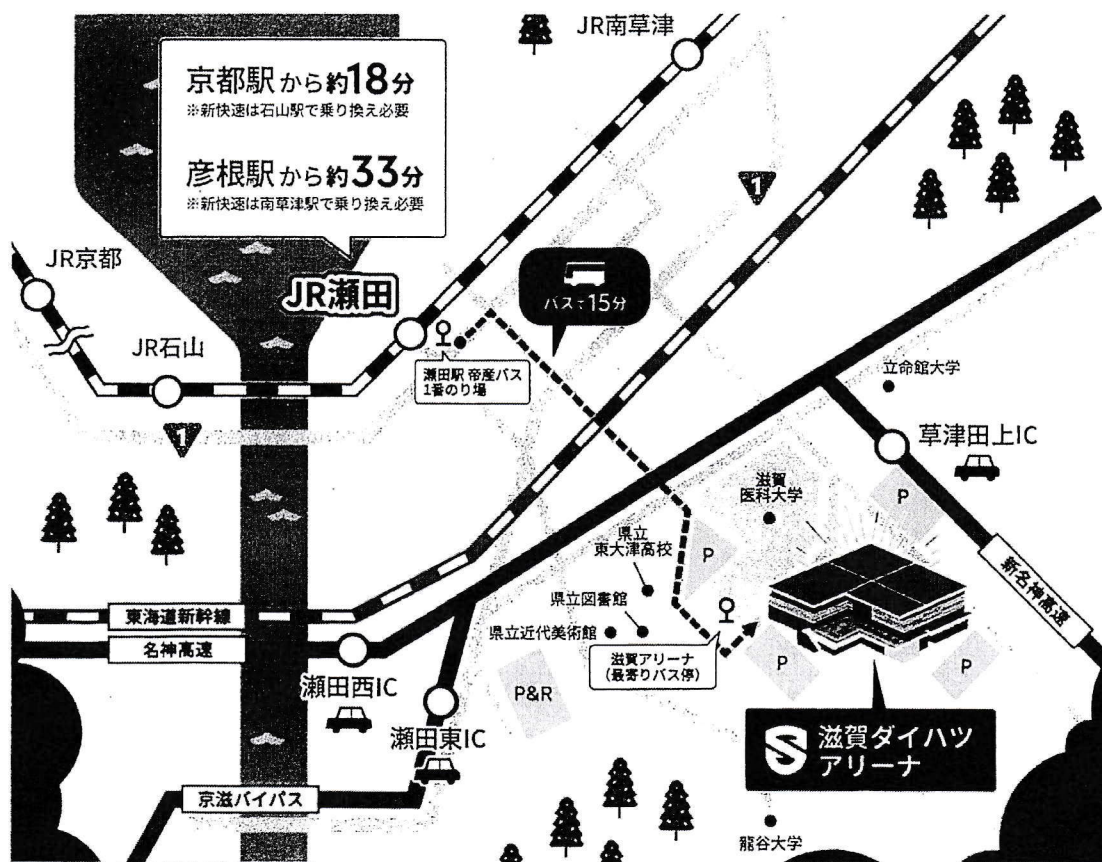 JR南草津
京都駅から約18分
※新快速は石山駅で乗り換え必要
彦根駅から約33分
※新快速は南草津駅で乗り換え必要
1
JR京都
JR瀬田
バスで15分
JR石山
瀬田駅 帝産バス
1番のり場
立命館大学
1
草津田上IC
滋賀
医科大学
P
県立
東大津高校
P
新名神高速
県立図書館
東海道新幹線
県立近代美術館
名神高速
滋賀アリーナ
(最寄りバス停)
P
P
瀬田西IC
P&R
瀬田東IC
滋賀ダイハツ
アリーナ
京滋バイパス
龍谷大学